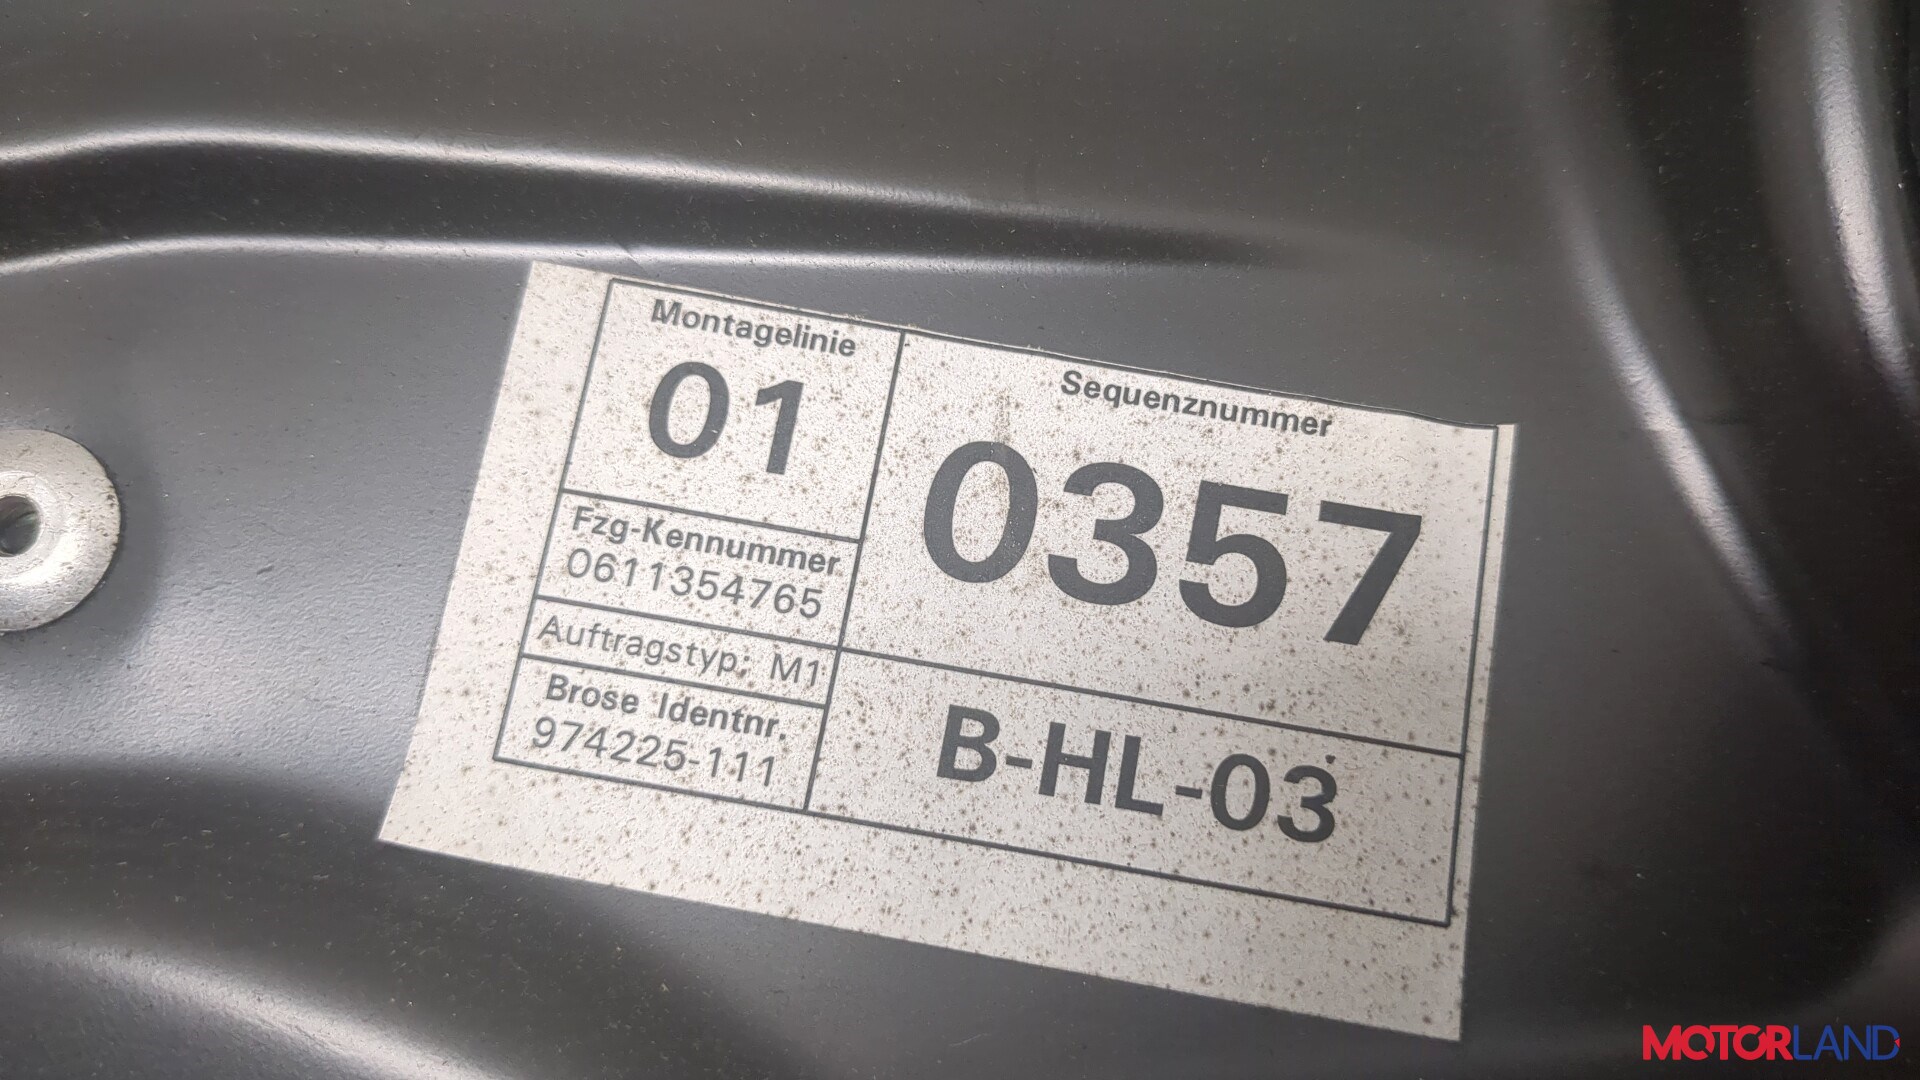 Montagelinie
01
Sequenznummer
0357
Fzg-Kennummer
0611354765
Auftragstyp: M1
Brose Identnr.
974225-111
B-HL-03
MOTORLAND